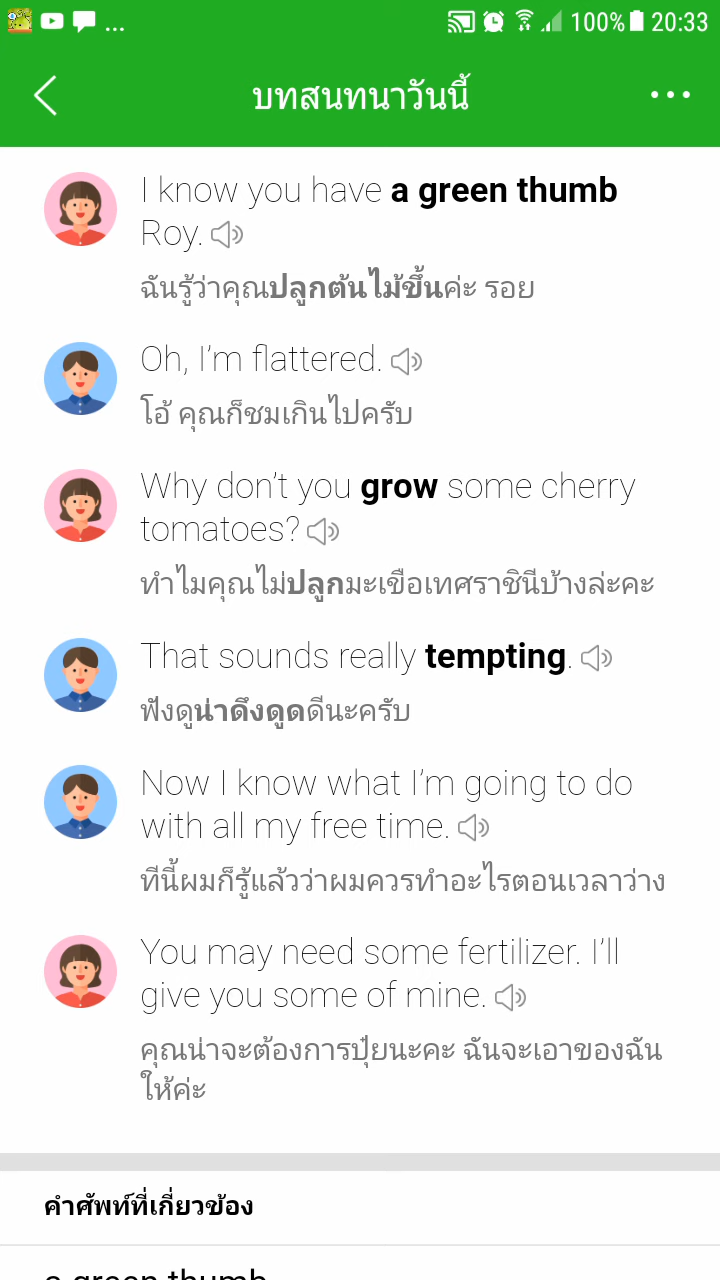 ... 100% 20:33
บทสนทนาวันนี้
I know you have a green thumb
Roy.
ฉันรู้ว่าคุณปลูกต้นไม้ขึ้นค่ะ รอย
Oh, I'm flattered.
โอ้ คุณก็ชมเกินไปครับ
Why don't you grow some cherry
tomatoes?
ทำไมคุณไม่ปลูกมะเขือเทศราชินีบ้างล่ะคะ
That sounds really tempting.
ฟังดูน่าดึงดูดดีนะครับ
Now I know what I'm going to do
with all my free time.
ทีนี้ผมก็รู้แล้วว่าผมควรทำอะไรตอนเวลาว่าง
You may need some fertilizer. I'll
give you some of mine.
คุณน่าจะต้องการปุ๋ยนะคะ ฉันจะเอาของฉัน
ให้ค่ะ
คำศัพท์ที่เกี่ยวข้อง
a green thumb